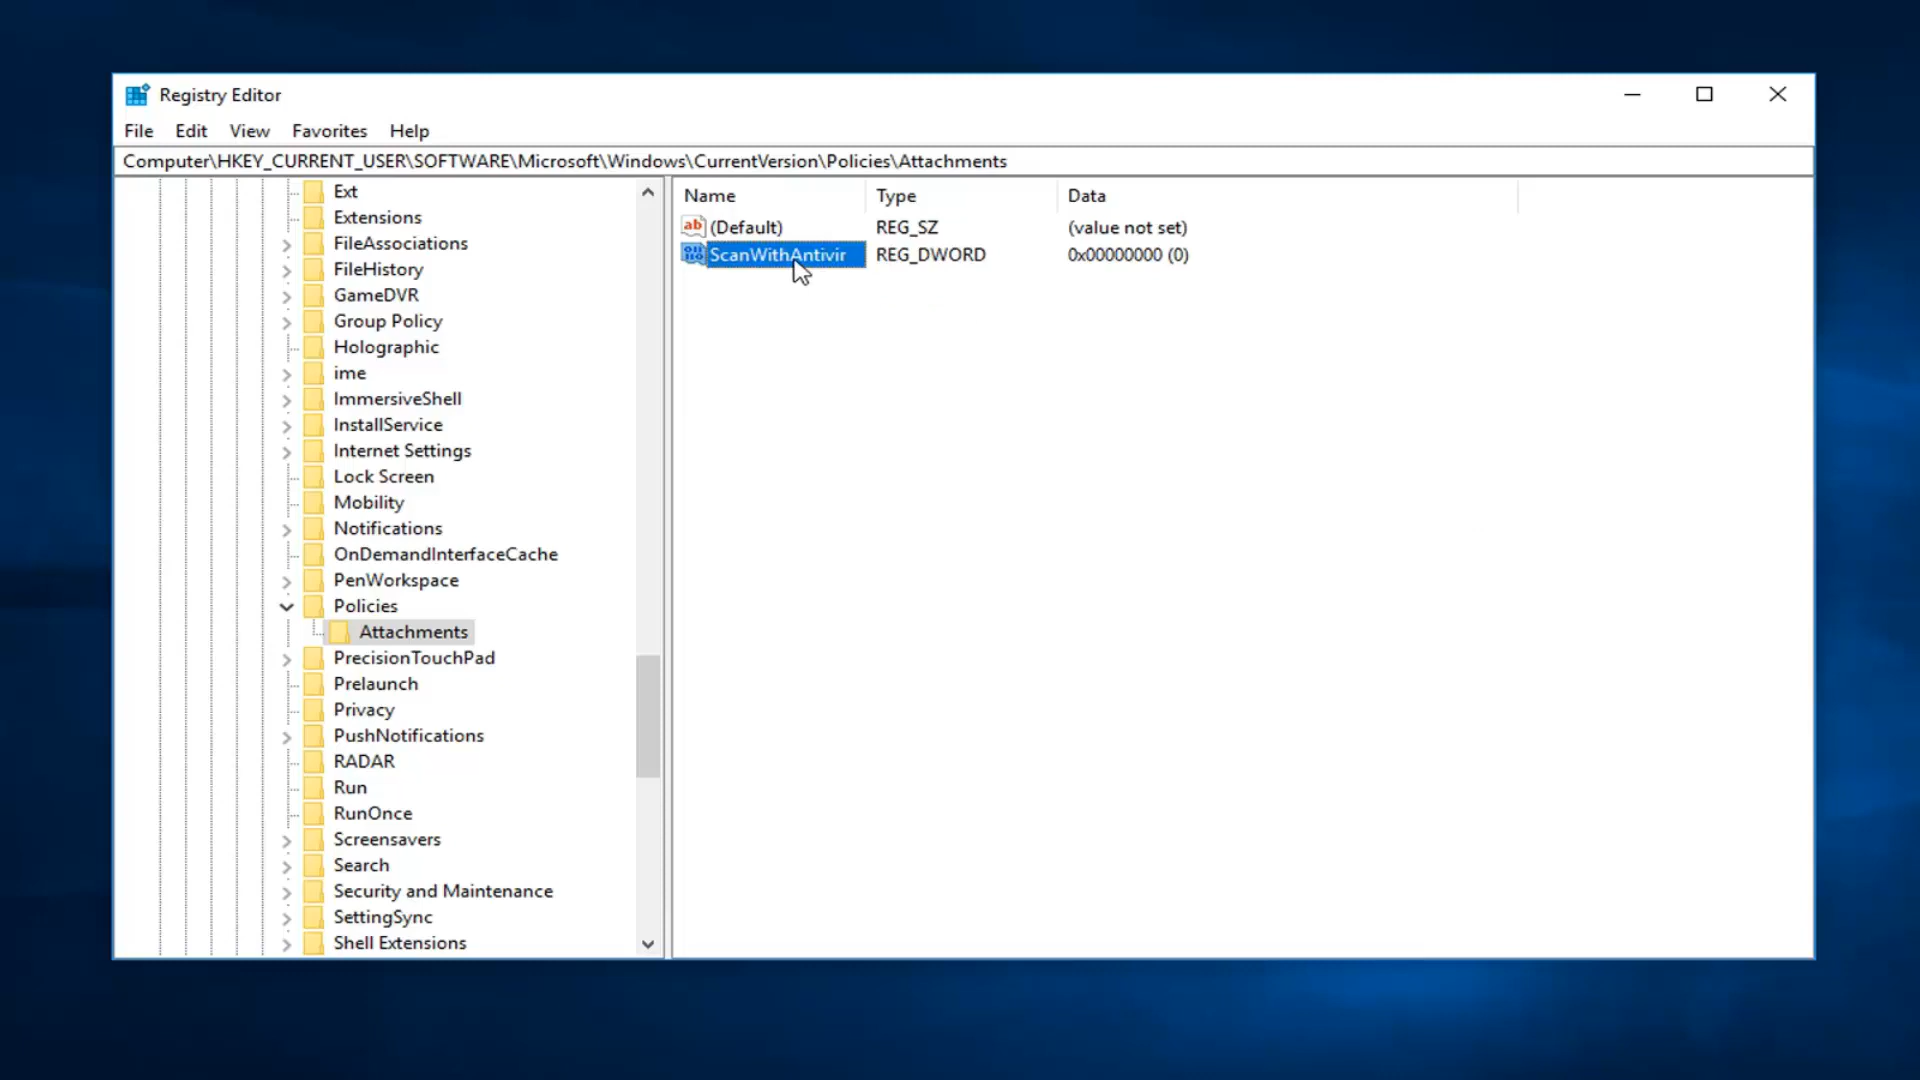 Registry Editor
File Edit View Favorites Help
Computer\HKEY_CURRENT_USER\SOFTWARE\Microsoft\Windows\CurrentVersion\Policies\Attachments
Ext
Extensions
FileAssociations
FileHistory
GameDVR
Group Policy
Holographic
ime
ImmersiveShell
InstallService
Internet Settings
Lock Screen
Mobility
Notifications
OnDemandInterfaceCache
PenWorkspace
Policies
Attachments
PrecisionTouchPad
Prelaunch
Privacy
PushNotifications
RADAR
Run
RunOnce
Screensavers
Search
Security and Maintenance
SettingSync
Shell Extensions
Name Type Data
(Default) REG_SZ (value not set)
ScanWithAntivir REG_DWORD 0x00000000 (0)